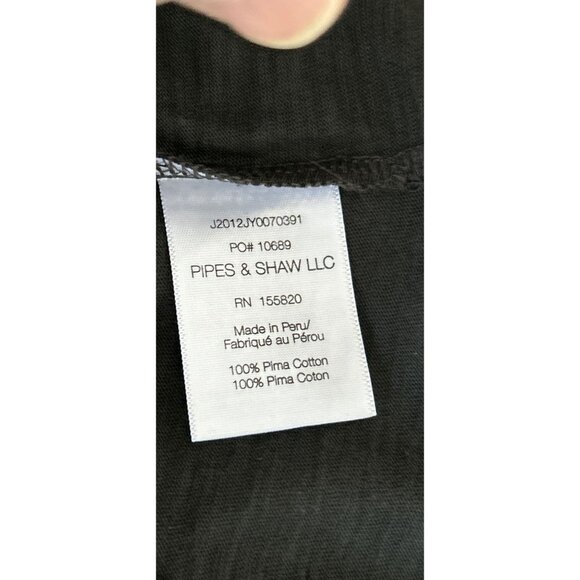 J2012JY0070391
PO# 10689
PIPES & SHAW LLC
RN 155820
Made in Peru/
Fabriqué au Pérou
100% Pima Cotton
100% Pima Coton